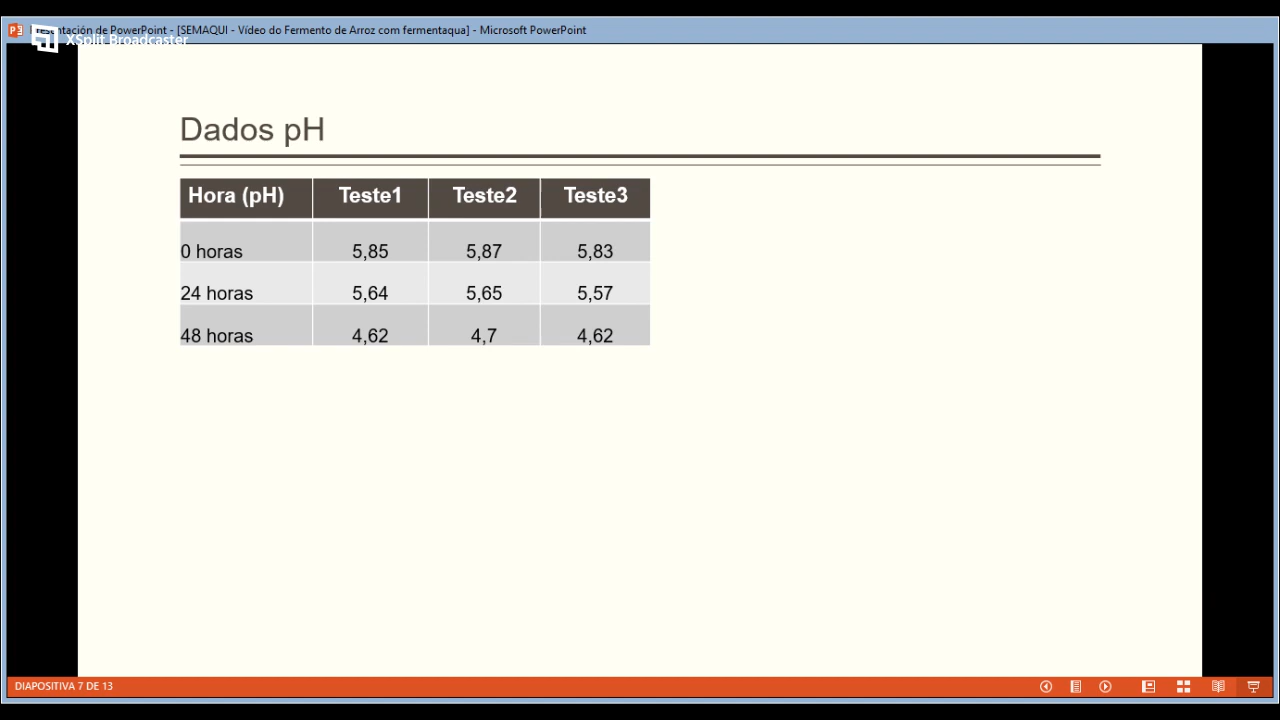 Presentación de PowerPoint - [SEMAQUI - Vídeo do Fermento de Arroz com fermentaqua] - Microsoft PowerPoint
XSplit Broadcaster
Dados pH
Hora (pH) Teste1 Teste2 Teste3
0 horas 5,85 5,87 5,83
24 horas 5,64 5,65 5,57
48 horas 4,62 4,7 4,62
DIAPOSITIVA 7 DE 13